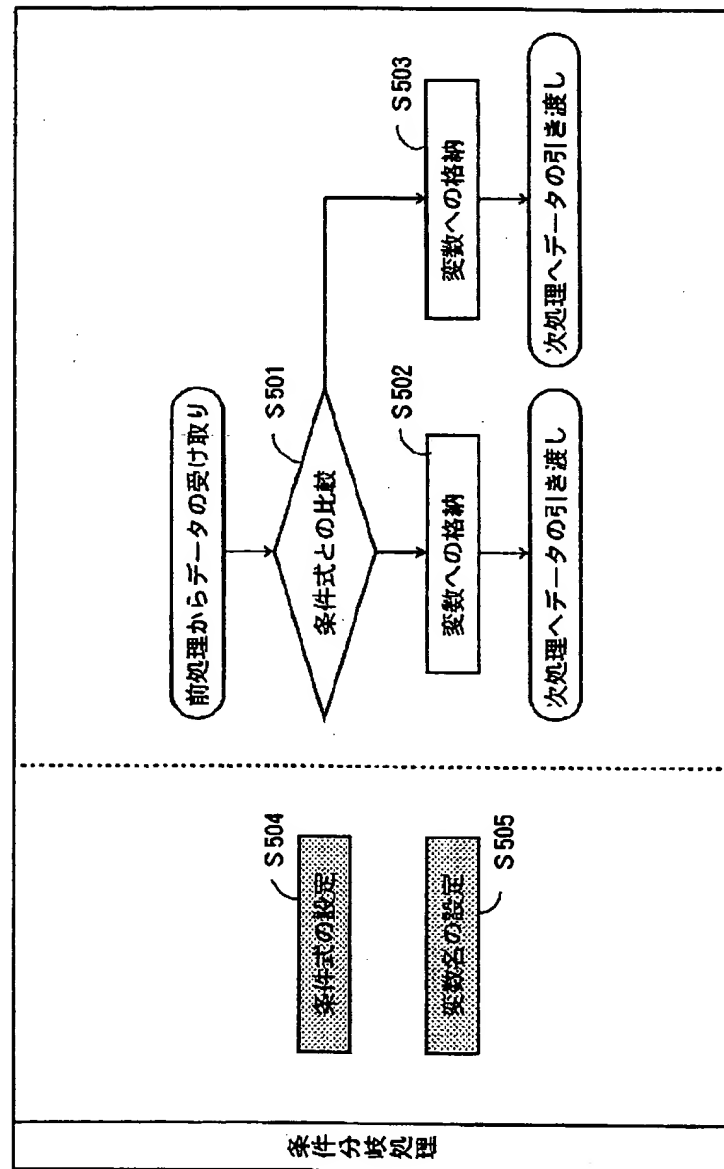 条件分岐処理
条件式の設定
S504
変数名の設定
S505
前処理からデータの受け取り
条件式との比較
S501
変数への格納
S502
次処理へデータの引き渡し
変数への格納
S503
次処理へデータの引き渡し